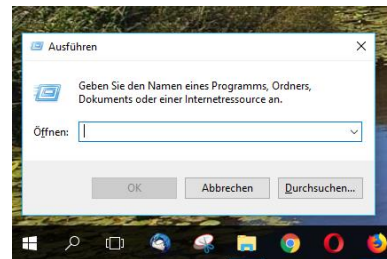 Ausführen
Geben Sie den Namen eines Programms, Ordners,
Dokuments oder einer Internetressource an.
Öffnen:
OK Abbrechen Durchsuchen...